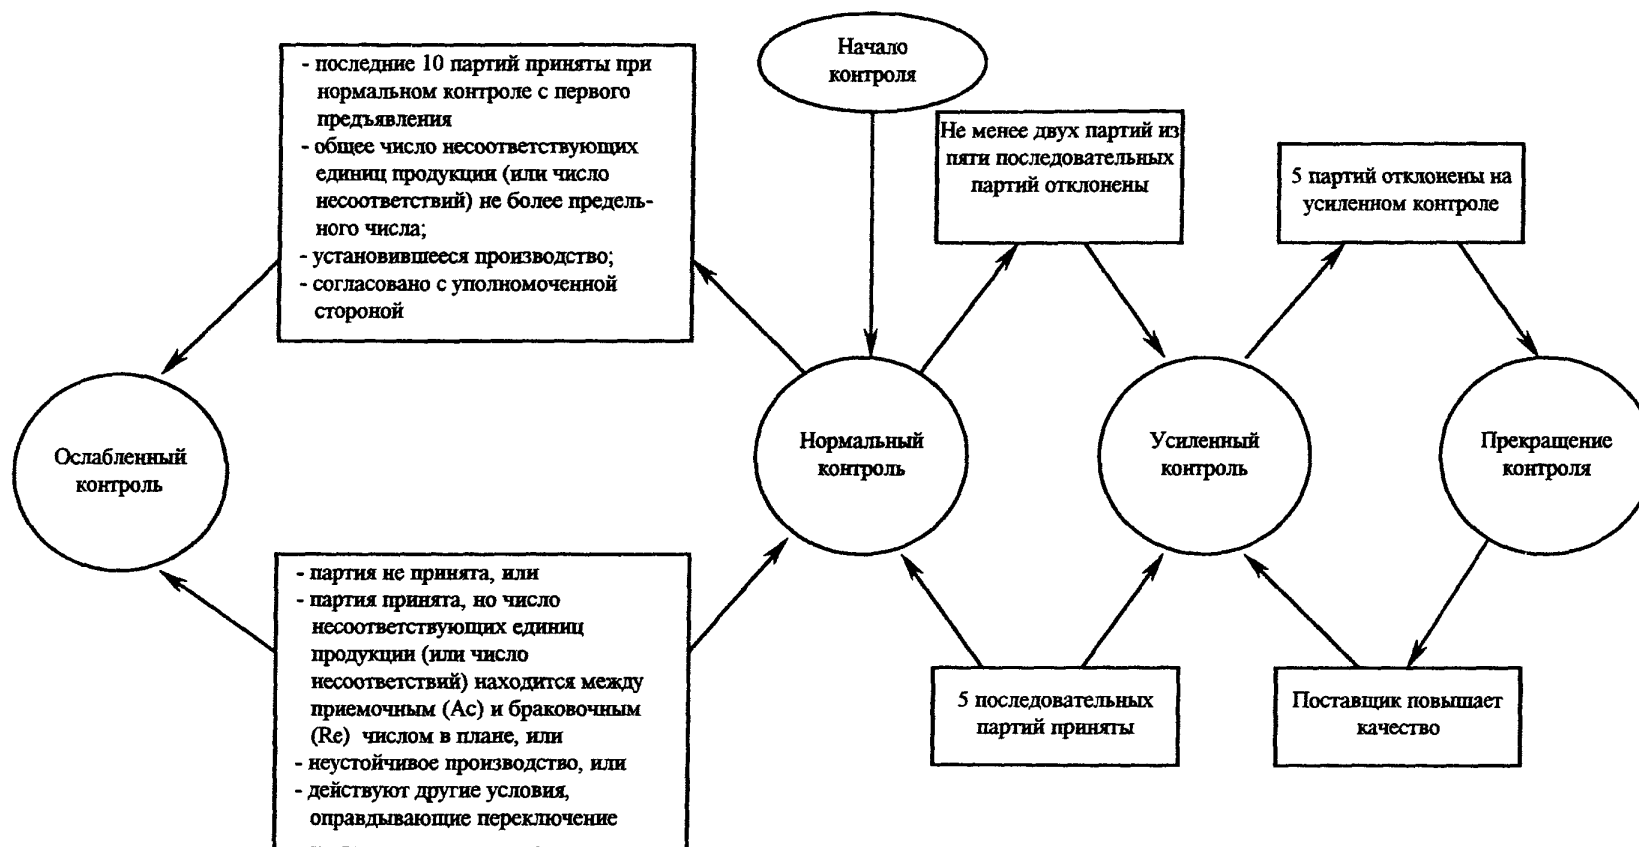 Начало
контроля
- последние 10 партий приняты при
нормальном контроле с первого
предъявления
- общее число несоответствующих
единиц продукции (или число
несоответствий) не более предель-
ного числа;
- установившееся производство;
- согласовано с уполномоченной
стороной
Не менее двух партий из
пяти последовательных
партий отклонены
5 партий отклонены на
усиленном контроле
Ослабленный
контроль
Нормальный
контроль
Усиленный
контроль
Прекращение
контроля
- партия не принята, или
- партия принята, но число
несоответствующих единиц
продукции (или число
несоответствий) находится между
приемочным (Ac) и браковочным
(Re) числом в плане, или
- неустойчивое производство, или
- действуют другие условия,
оправдывающие переключение
5 последовательных
партий приняты
Поставщик повышает
качество